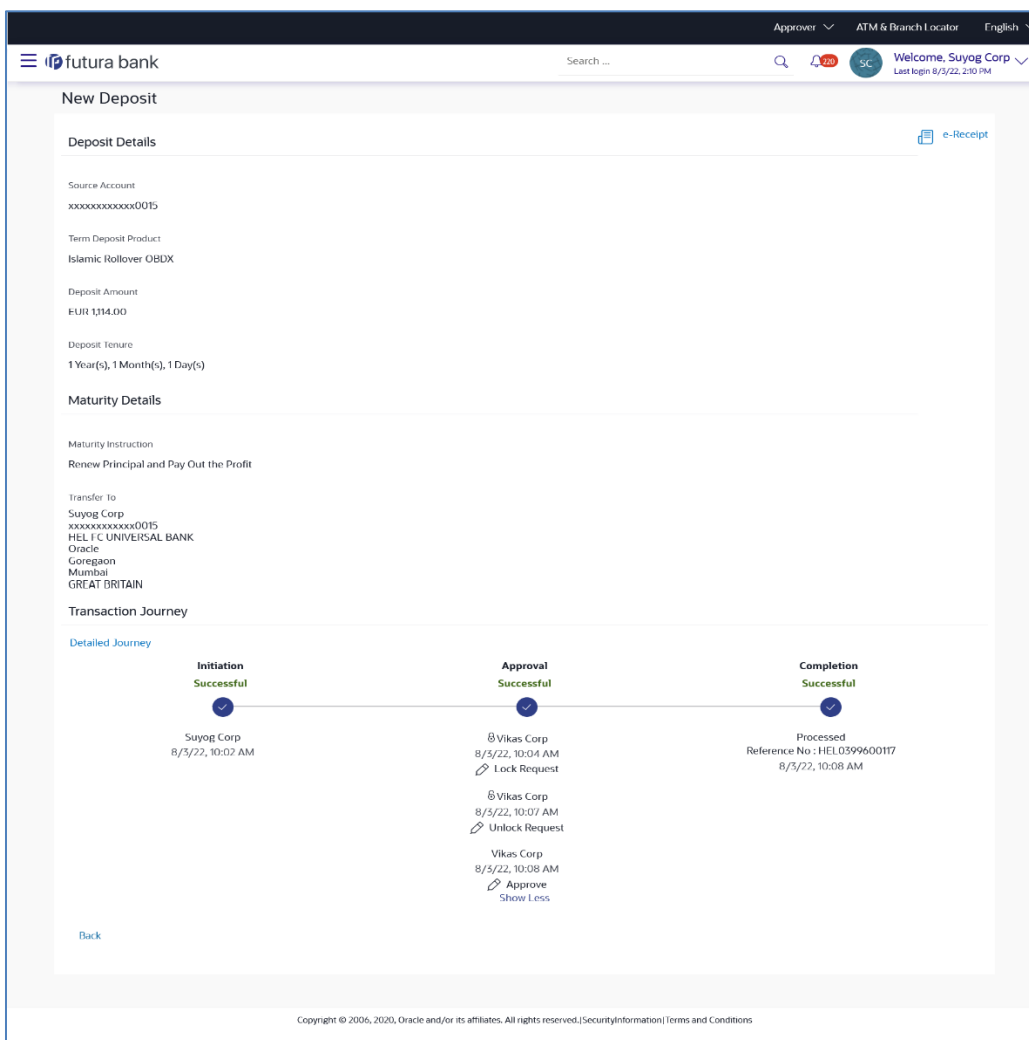 Approver ATM & Branch Locator English
futura bank Search ... 220 SC Welcome, Suyog Corp
Last login 8/3/22, 2:10 PM
New Deposit
Deposit Details e-Receipt
Source Account
xxxxxxxxxxxx0015
Term Deposit Product
Islamic Rollover OBDX
Deposit Amount
EUR 1,114.00
Deposit Tenure
1 Year(s), 1 Month(s), 1 Day(s)
Maturity Details
Maturity Instruction
Renew Principal and Pay Out the Profit
Transfer To
Suyog Corp
xxxxxxxxxxxx0015
HEL FC UNIVERSAL BANK
Oracle
Goregaon
Mumbai
GREAT BRITAIN
Transaction Journey
Detailed Journey
Initiation Approval Completion
Successful Successful Successful
Suyog Corp Vikas Corp Processed
8/3/22, 10:02 AM 8/3/22, 10:04 AM Reference No : HEL0399600117
Lock Request 8/3/22, 10:08 AM
Vikas Corp
8/3/22, 10:07 AM
Unlock Request
Vikas Corp
8/3/22, 10:08 AM
Approve
Show Less
Back
Copyright © 2006, 2020, Oracle and/or its affiliates. All rights reserved.|SecurityInformation|Terms and Conditions